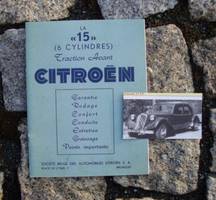 LA
«15»
(6 CYLINDRES)
Traction Avant
CITROËN
Garantie
Rodage
Confort
Conduite
Entretien
Graissage
Points importants
SOCIÉTÉ BELGE DES AUTOMOBILES CITROËN S. A.